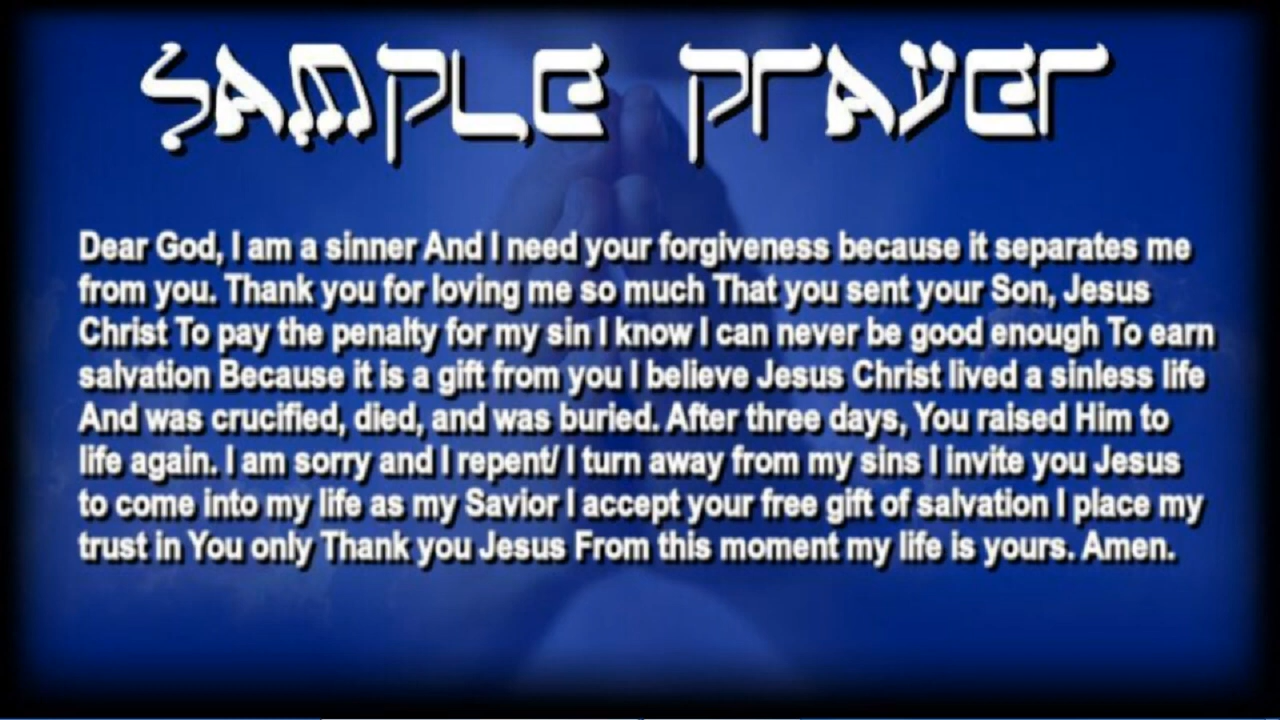 SAMPLE PRAYER
Dear God, I am a sinner And I need your forgiveness because it separates me
from you. Thank you for loving me so much That you sent your Son, Jesus
Christ To pay the penalty for my sin I know I can never be good enough To earn
salvation Because it is a gift from you I believe Jesus Christ lived a sinless life
And was crucified, died, and was buried. After three days, You raised Him to
life again. I am sorry and I repent/ I turn away from my sins I invite you Jesus
to come into my life as my Savior I accept your free gift of salvation I place my
trust in You only Thank you Jesus From this moment my life is yours. Amen.